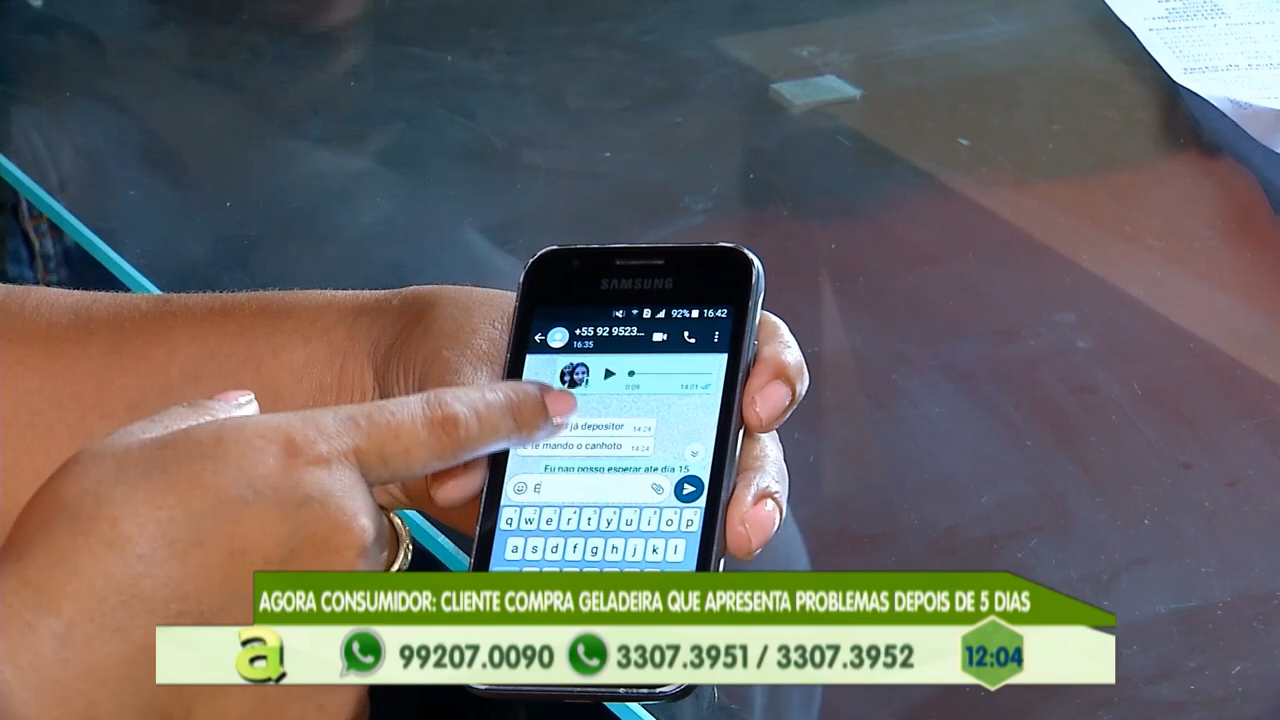 SAMSUNG
92% 16:42
+55 92 9523...
16:35
0:09 14:01
já depositor 14:24
E te mando o canhoto 14:24
Eu nao posso esperar ate dia 15
E
q w e r t y u i o p
a s d f g h j k l
AGORA CONSUMIDOR: CLIENTE COMPRA GELADEIRA QUE APRESENTA PROBLEMAS DEPOIS DE 5 DIAS
a 99207.0090 3307.3951 / 3307.3952 12:04